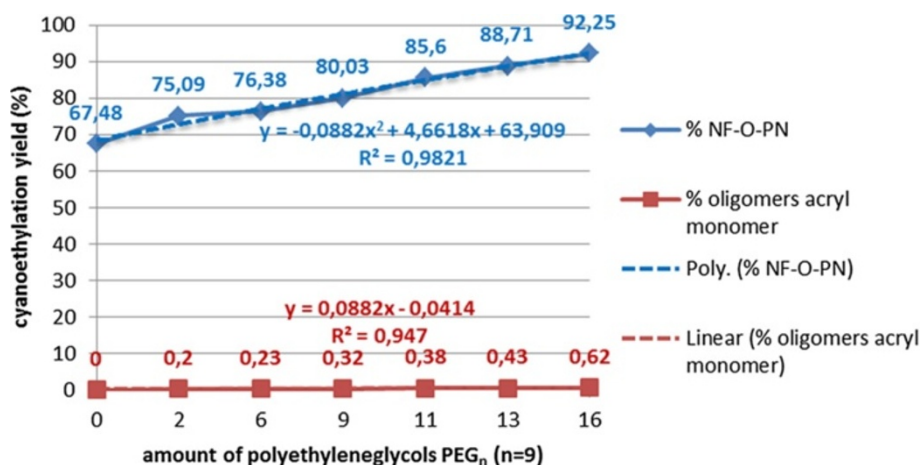 100
90
80
70
60
50
40
30
20
10
0
cyanoethylation yield (%)
67,48
75,09
76,38
80,03
85,6
88,71
92,25
y = -0,0882x² + 4,6618x + 63,909
R² = 0,9821
y = 0,0882x - 0,0414
R² = 0,947
0
0,2
0,23
0,32
0,38
0,43
0,62
0 2 6 9 11 13 16
amount of polyethyleneglycols PEGₙ (n=9)
% NF-O-PN
% oligomers acryl
monomer
Poly. (% NF-O-PN)
Linear (% oligomers acryl
monomer)